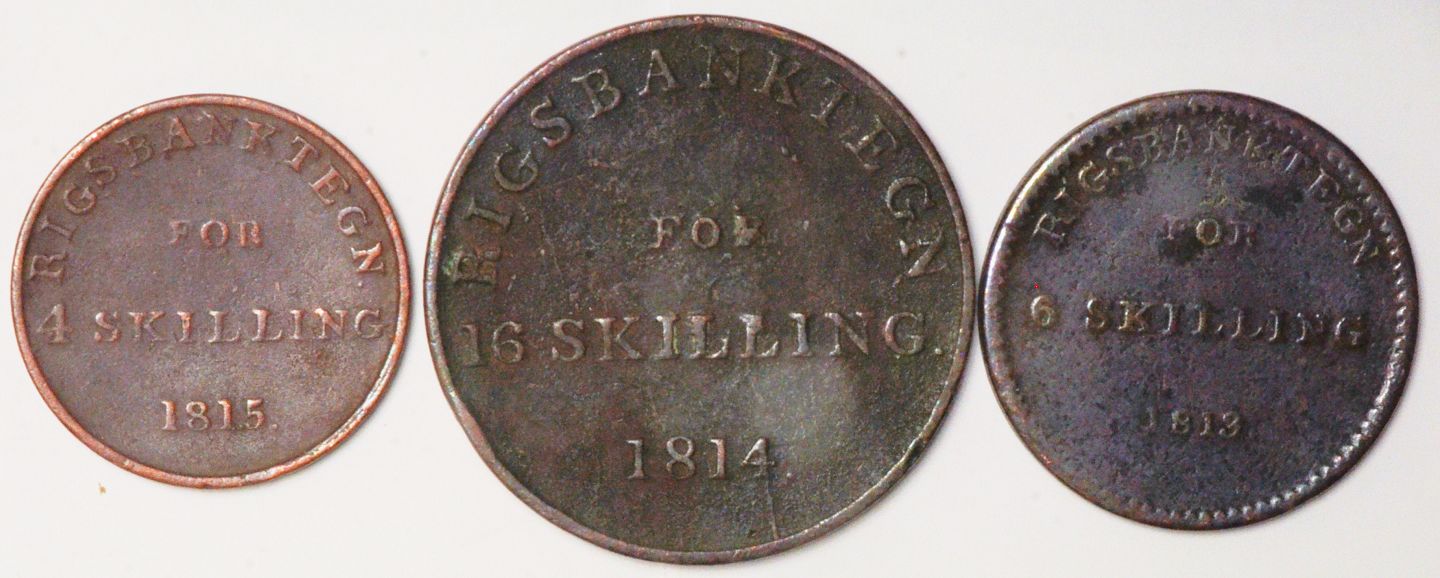 RIGSBANKTEGN
FOR
4 SKILLING
1815.
RIGSBANKTEGN
FOR
16 SKILLING.
1814.
RIGSBANKTEGN
FOR
6 SKILLING
1813